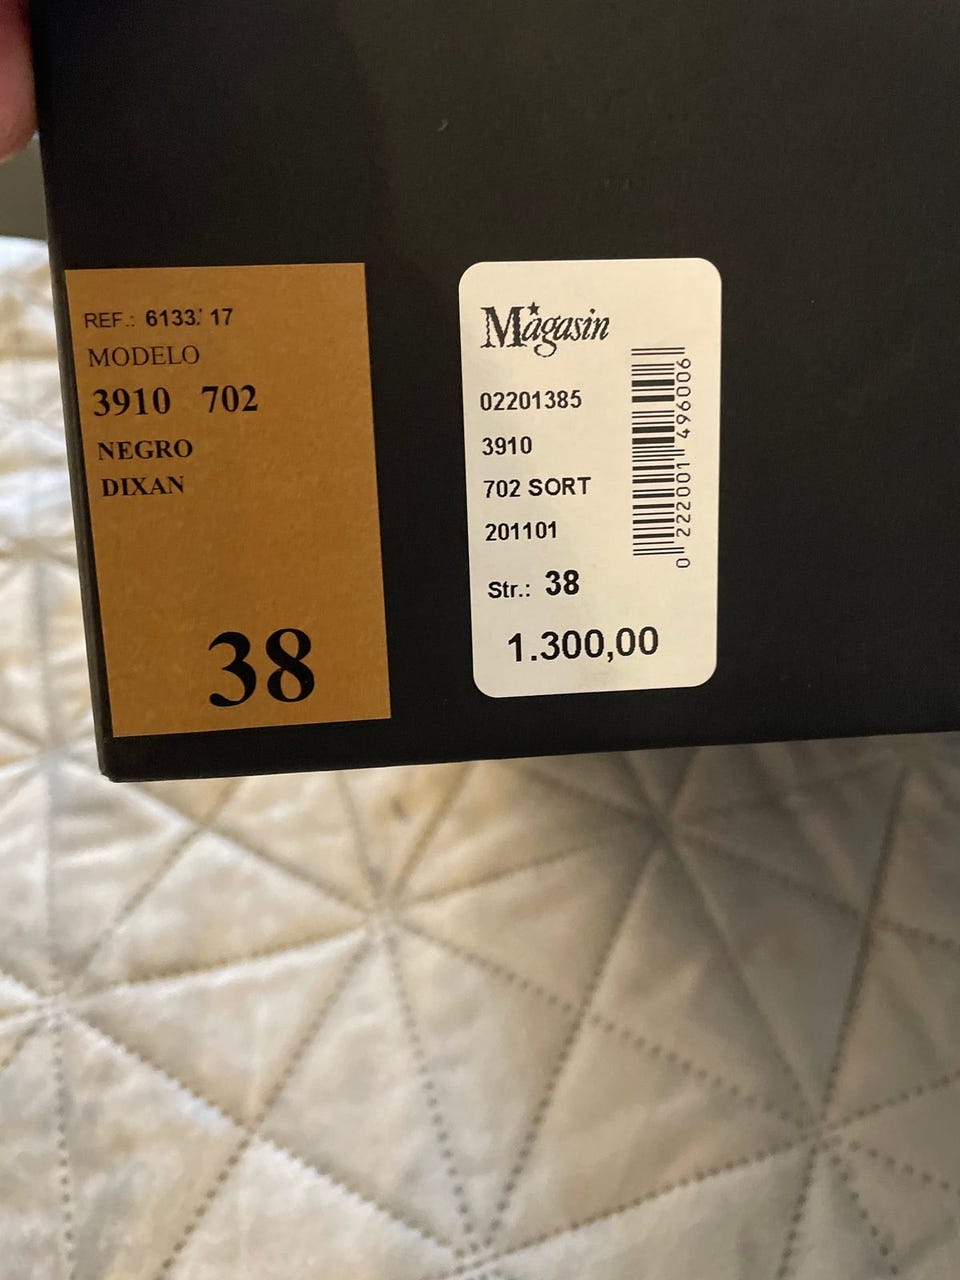 REF.: 6133. 17
MODELO
3910 702
NEGRO
DIXAN
38
Magasin
02201385
3910
702 SORT
201101
Str.: 38
1.300,00
0 222001 496006